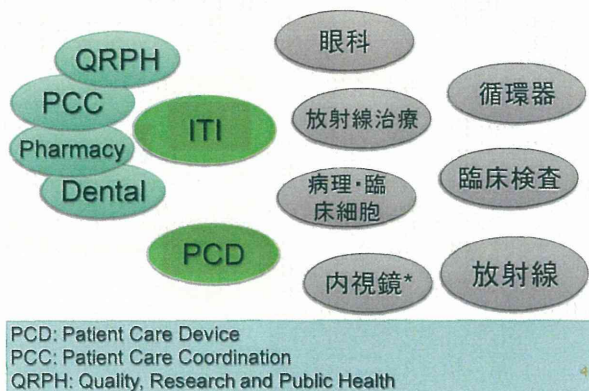 QRPH
PCC
Pharmacy
Dental
ITI
PCD
眼科
放射線治療
病理・臨
床細胞
内視鏡*
循環器
臨床検査
放射線
PCD: Patient Care Device
PCC: Patient Care Coordination
QRPH: Quality, Research and Public Health